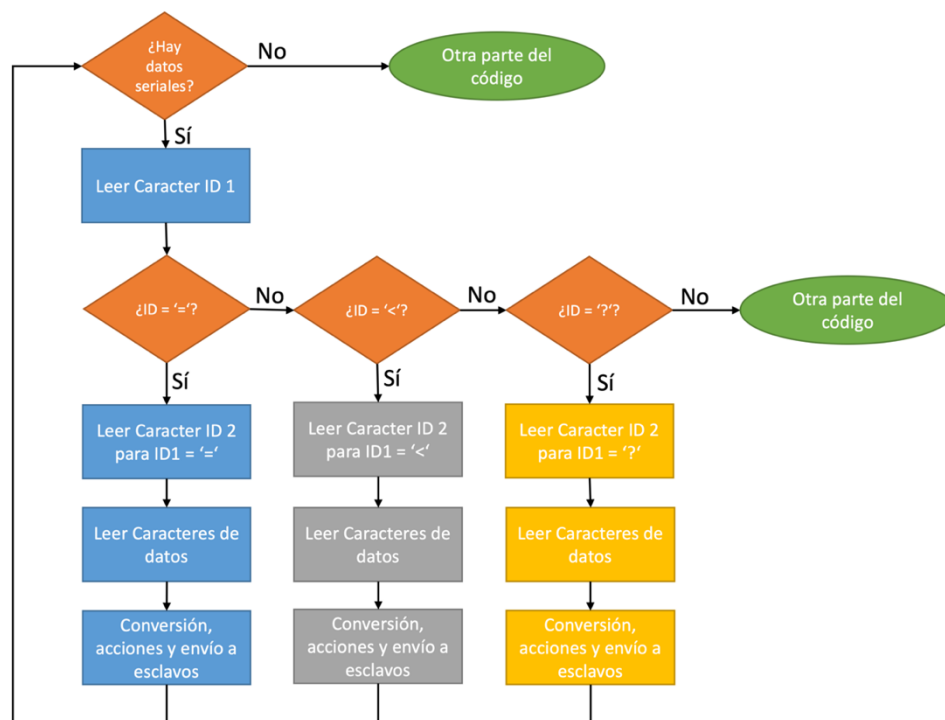 ¿Hay
datos
seriales?
No
Otra parte del
código
Sí
Leer Caracter ID 1
¿ID = ‘=‘?
No
¿ID = ‘<‘?
No
¿ID = ‘?‘?
No
Otra parte del
código
Sí
Sí
Sí
Leer Caracter ID 2
para ID1 = ‘=‘
Leer Caracter ID 2
para ID1 = ‘<‘
Leer Caracter ID 2
para ID1 = ‘?‘
Leer Caracteres de
datos
Leer Caracteres de
datos
Leer Caracteres de
datos
Conversión,
acciones y envío a
esclavos
Conversión,
acciones y envío a
esclavos
Conversión,
acciones y envío a
esclavos